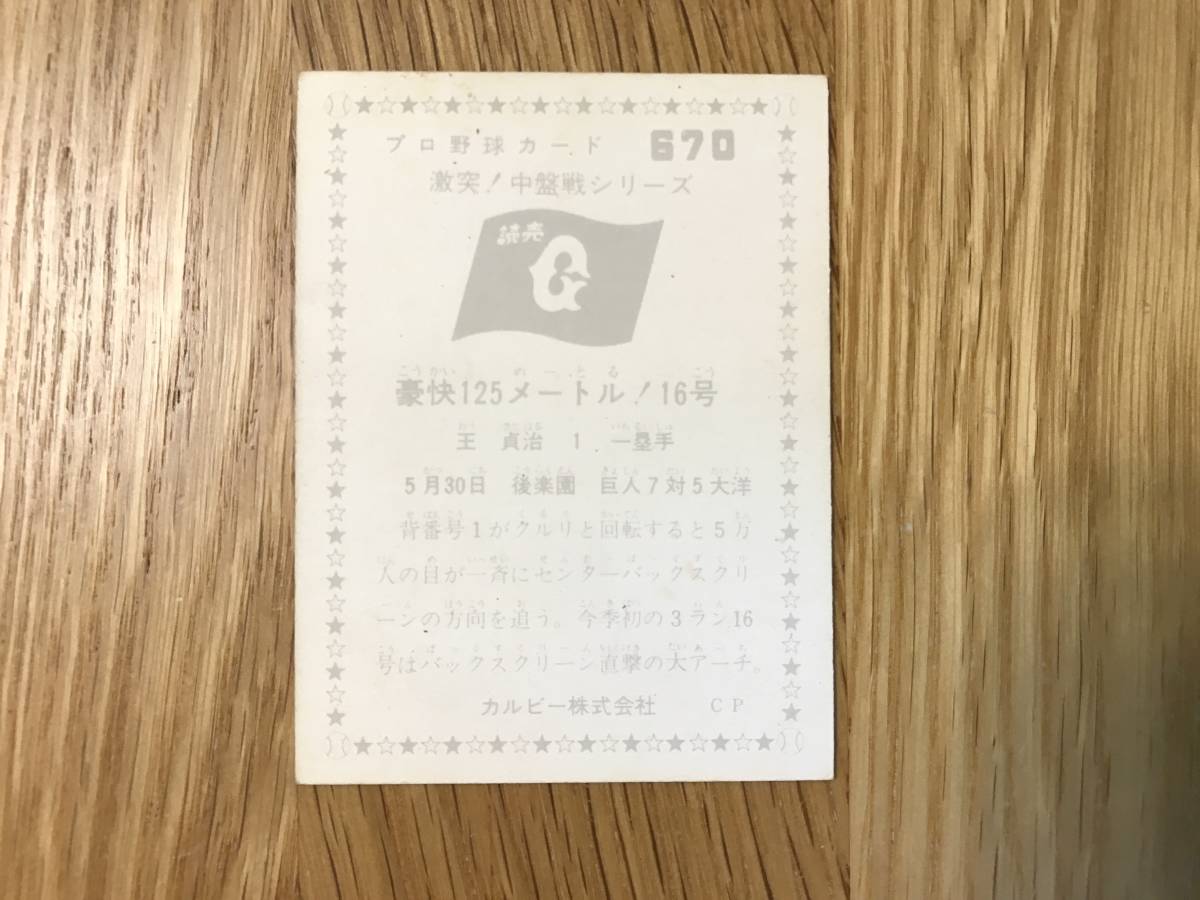 プロ野球カード 670
激突！中盤戦シリーズ
読売
G
豪快125メートル！16号
王 貞治 1 一塁手
5月30日 後楽園 巨人7対5大洋
背番号1がクルリと回転すると5万
人の目が一斉にセンターバックスクリ
ーンの方向を追う。今季初の3ラン16
号はバックスクリーン直撃の大アーチ。
カルビー株式会社 CP